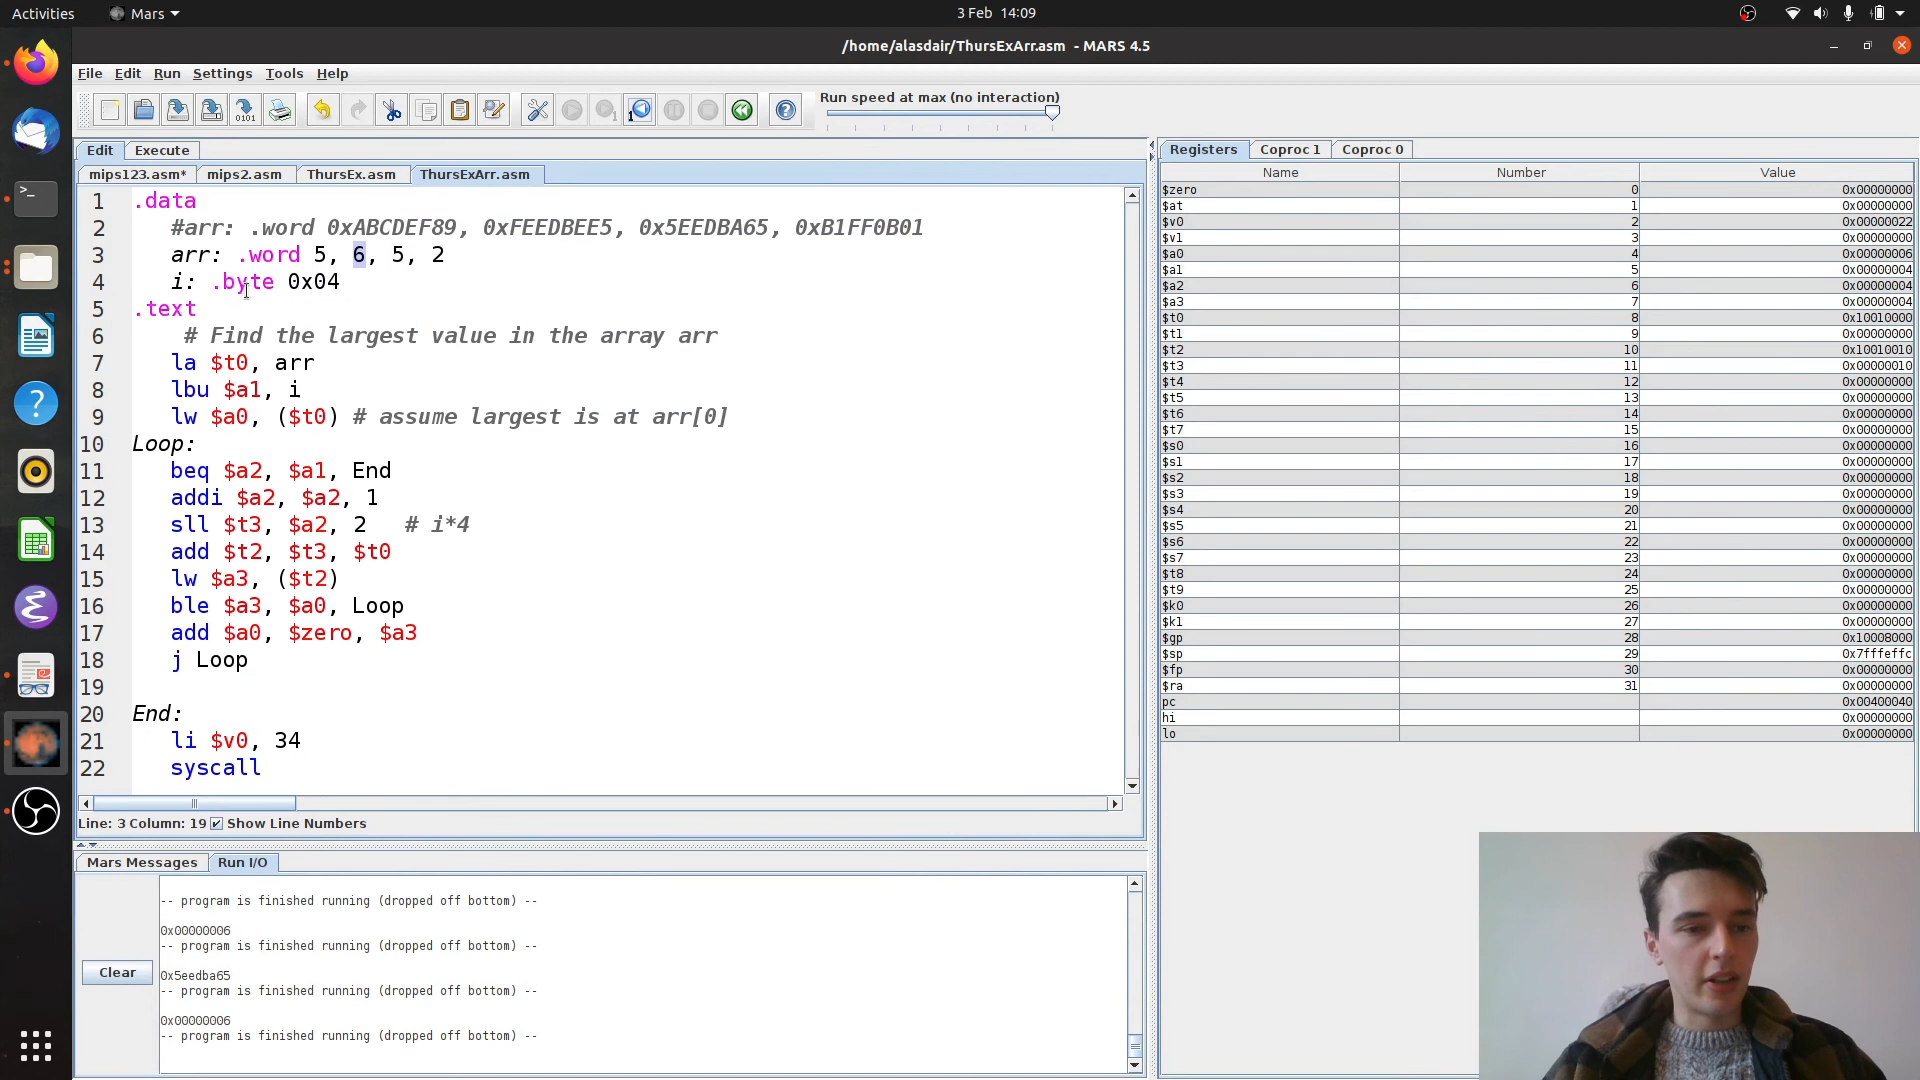 Activities
Mars
3 Feb 14:09
/home/alasdair/ThursExArr.asm - MARS 4.5
File Edit Run Settings Tools Help
Run speed at max (no interaction)
Edit Execute
mips123.asm* mips2.asm ThursEx.asm ThursExArr.asm
1 .data
2 #arr: .word 0xABCDEF89, 0xFEEDBEE5, 0x5EEDBA65, 0xB1FF0B01
3 arr: .word 5, 6, 5, 2
4 i: .byte 0x04
5 .text
6 # Find the largest value in the array arr
7 la $t0, arr
8 lbu $a1, i
9 lw $a0, ($t0) # assume largest is at arr[0]
10 Loop:
11 beq $a2, $a1, End
12 addi $a2, $a2, 1
13 sll $t3, $a2, 2 # i*4
14 add $t2, $t3, $t0
15 lw $a3, ($t2)
16 ble $a3, $a0, Loop
17 add $a0, $zero, $a3
18 j Loop
19
20 End:
21 li $v0, 34
22 syscall
Line: 3 Column: 19 Show Line Numbers
Mars Messages Run I/O
-- program is finished running (dropped off bottom) --
0x00000006
-- program is finished running (dropped off bottom) --
0x5eedba65
-- program is finished running (dropped off bottom) --
0x00000006
-- program is finished running (dropped off bottom) --
Clear
Registers Coproc 1 Coproc 0
Name Number Value
$zero 0 0x00000000
$at 1 0x00000000
$v0 2 0x00000022
$v1 3 0x00000000
$a0 4 0x00000006
$a1 5 0x00000004
$a2 6 0x00000004
$a3 7 0x00000004
$t0 8 0x10010000
$t1 9 0x00000000
$t2 10 0x10010010
$t3 11 0x00000010
$t4 12 0x00000000
$t5 13 0x00000000
$t6 14 0x00000000
$t7 15 0x00000000
$s0 16 0x00000000
$s1 17 0x00000000
$s2 18 0x00000000
$s3 19 0x00000000
$s4 20 0x00000000
$s5 21 0x00000000
$s6 22 0x00000000
$s7 23 0x00000000
$t8 24 0x00000000
$t9 25 0x00000000
$k0 26 0x00000000
$k1 27 0x00000000
$gp 28 0x10008000
$sp 29 0x7fffeffc
$fp 30 0x00000000
$ra 31 0x00000000
pc 0x00400040
hi 0x00000000
lo 0x00000000